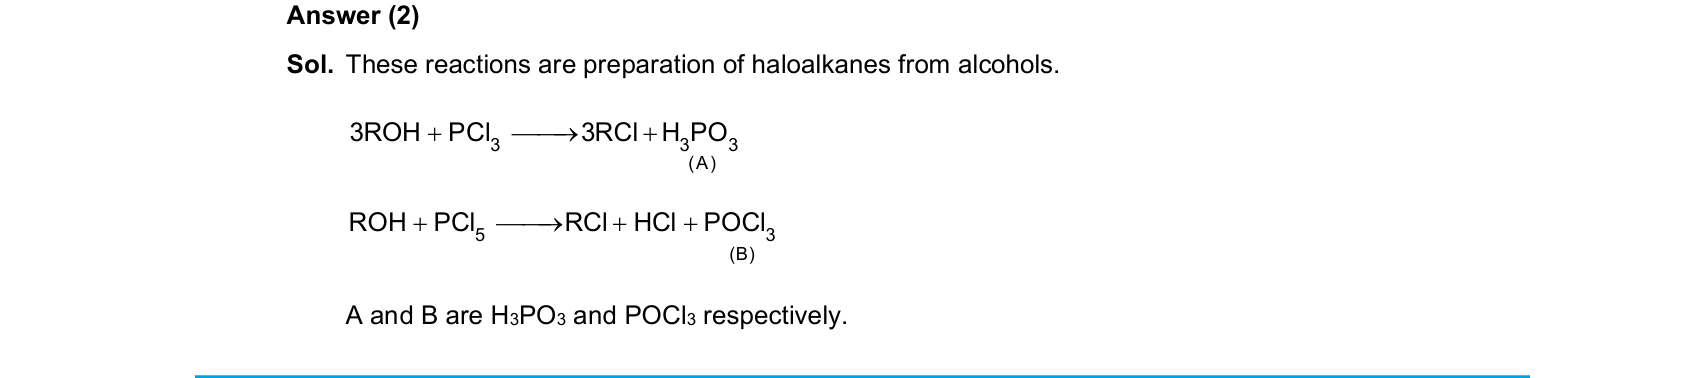 Answer (2)
Sol. These reactions are preparation of haloalkanes from alcohols.
3ROH + PCl₃ ⟶ 3RCl + H₃PO₃
(A)
ROH + PCl₅ ⟶ RCl + HCl + POCl₃
(B)
A and B are H₃PO₃ and POCl₃ respectively.